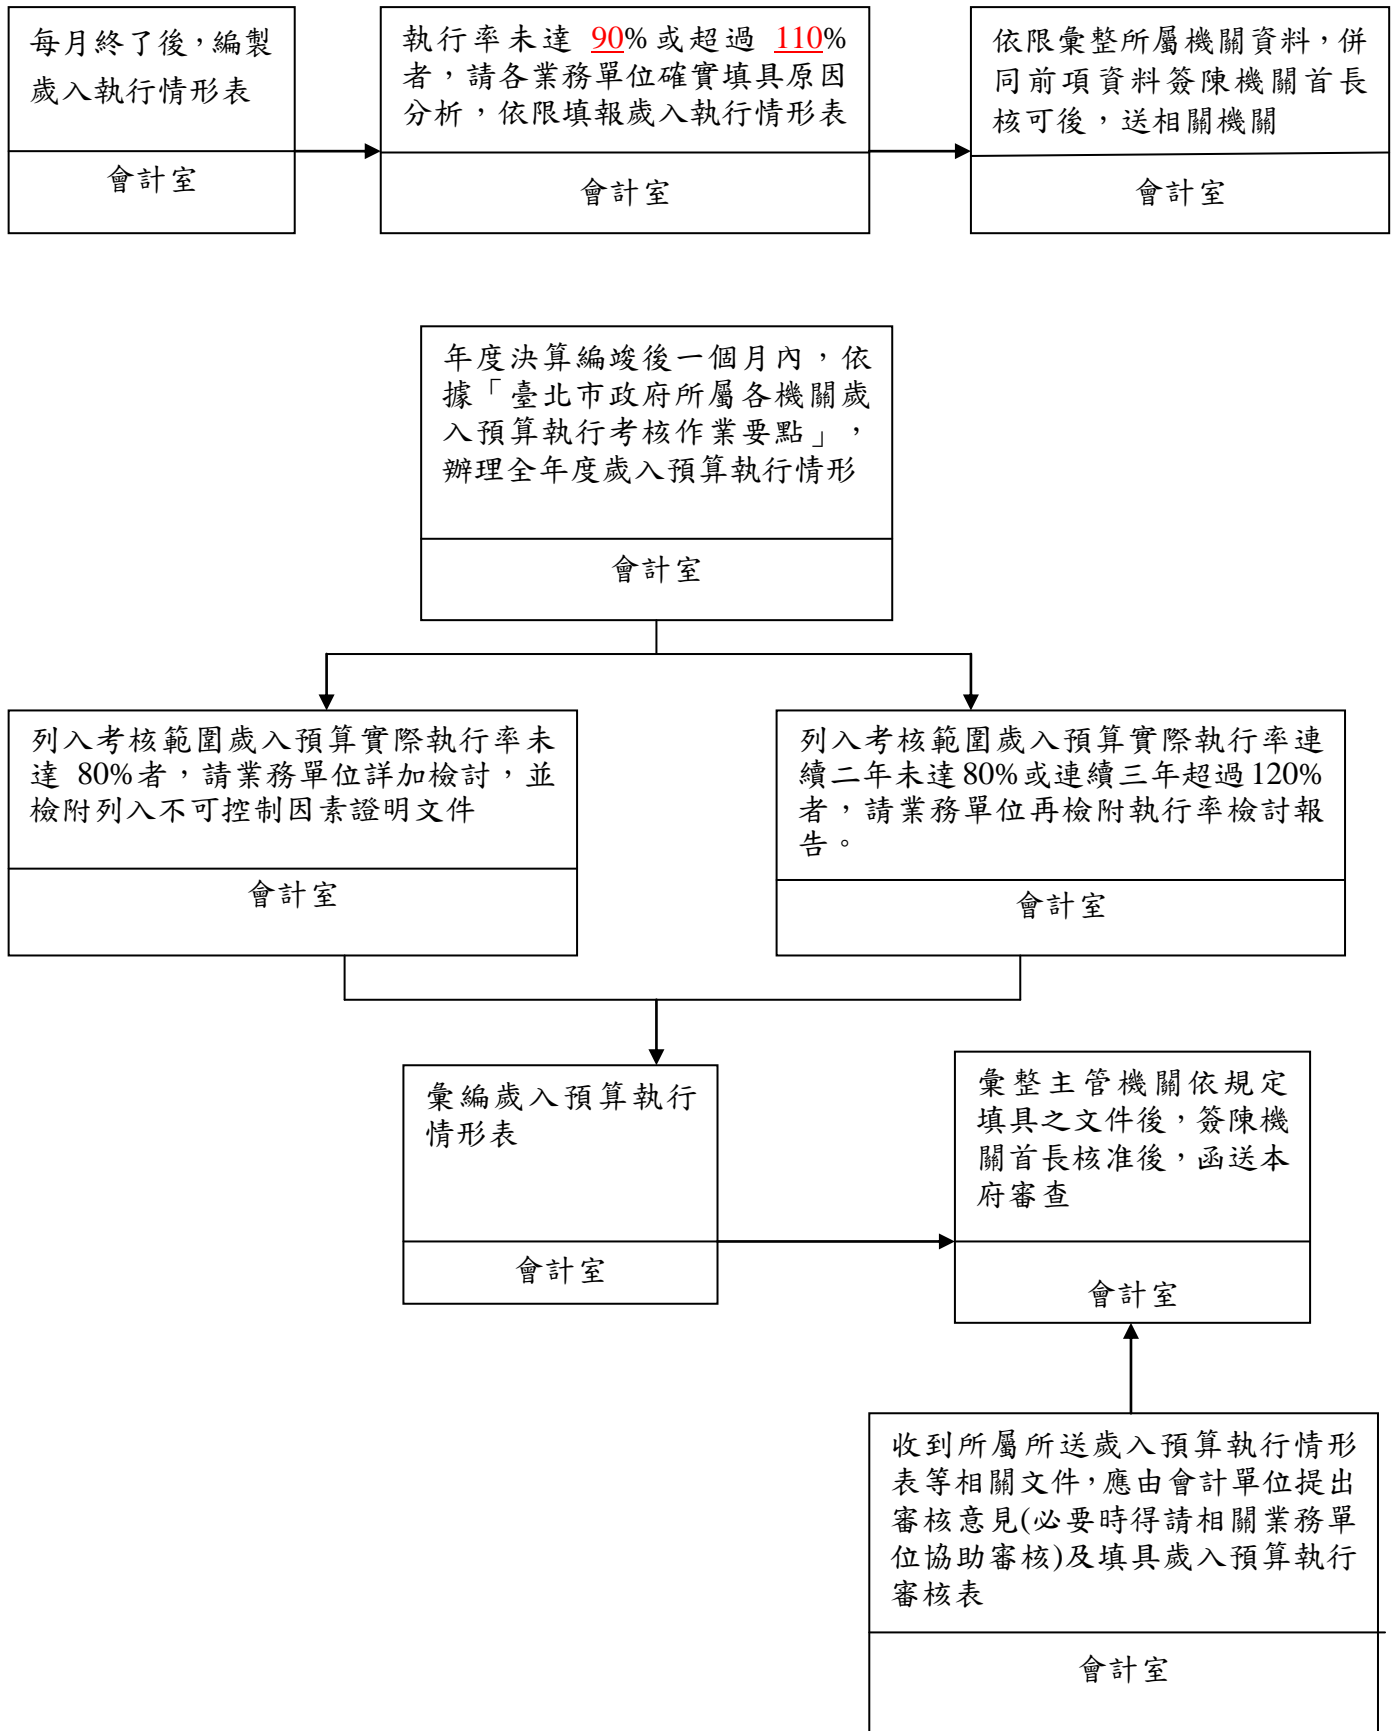 每月終了後，編製
歲入執行情形表
會計室
執行率未達 90%或超過 110%
者，請各業務單位確實填具原因
分析，依限填報歲入執行情形表
會計室
依限彙整所屬機關資料，併
同前項資料簽陳機關首長
核可後，送相關機關
會計室
年度決算編竣後一個月內，依
據「臺北市政府所屬各機關歲
入預算執行考核作業要點」，
辦理全年度歲入預算執行情形
會計室
列入考核範圍歲入預算實際執行率未
達 80%者，請業務單位詳加檢討，並
檢附列入不可控制因素證明文件
會計室
列入考核範圍歲入預算實際執行率連
續二年未達 80%或連續三年超過 120%
者，請業務單位再檢附執行率檢討報
告。
會計室
彙編歲入預算執行
情形表
會計室
彙整主管機關依規定
填具之文件後，簽陳機
關首長核准後，函送本
府審查
會計室
收到所屬所送歲入預算執行情形
表等相關文件，應由會計單位提出
審核意見(必要時得請相關業務單
位協助審核)及填具歲入預算執行
審核表
會計室